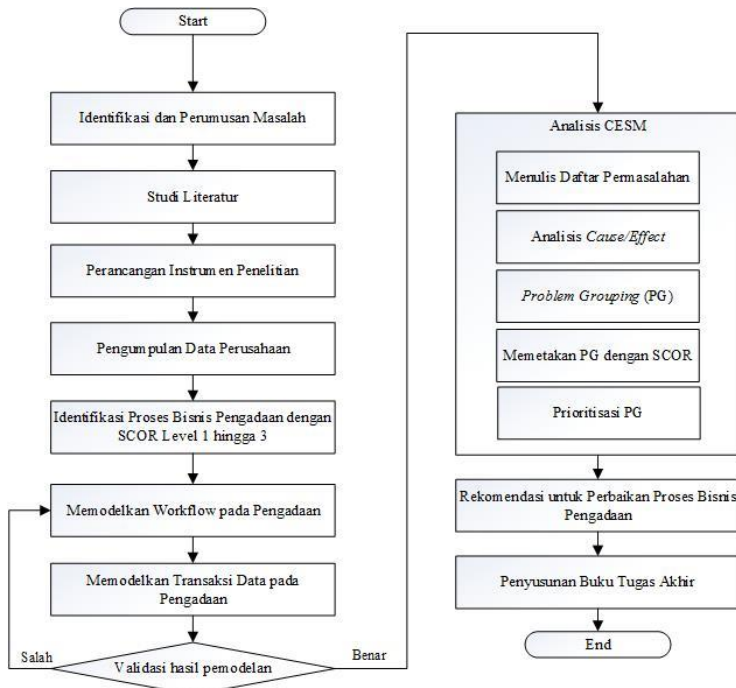 Start
Identifikasi dan Perumusan Masalah
Studi Literatur
Perancangan Instrumen Penelitian
Pengumpulan Data Perusahaan
Identifikasi Proses Bisnis Pengadaan dengan
SCOR Level 1 hingga 3
Memodelkan Workflow pada Pengadaan
Memodelkan Transaksi Data pada
Pengadaan
Salah
Validasi hasil pemodelan
Benar
Analisis CESM
Menulis Daftar Permasalahan
Analisis Cause/Effect
Problem Grouping (PG)
Memetakan PG dengan SCOR
Prioritisasi PG
Rekomendasi untuk Perbaikan Proses Bisnis
Pengadaan
Penyusunan Buku Tugas Akhir
End